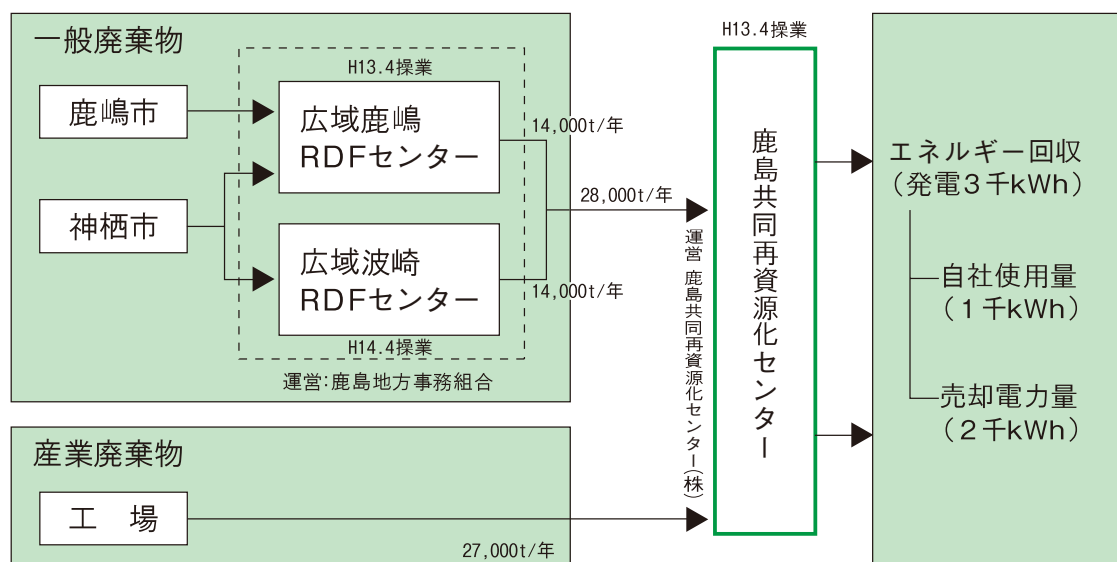 一般廃棄物
H13.4操業
鹿嶋市
広域鹿嶋
RDFセンター
14,000t/年
神栖市
広域波崎
RDFセンター
14,000t/年
H14.4操業
運営:鹿島地方事務組合
28,000t/年
産業廃棄物
工 場
27,000t/年
H13.4操業
鹿島共同再資源化センター
運営 鹿島共同再資源化センター(株)
エネルギー回収
(発電3千kWh)
自社使用量
(1千kWh)
売却電力量
(2千kWh)